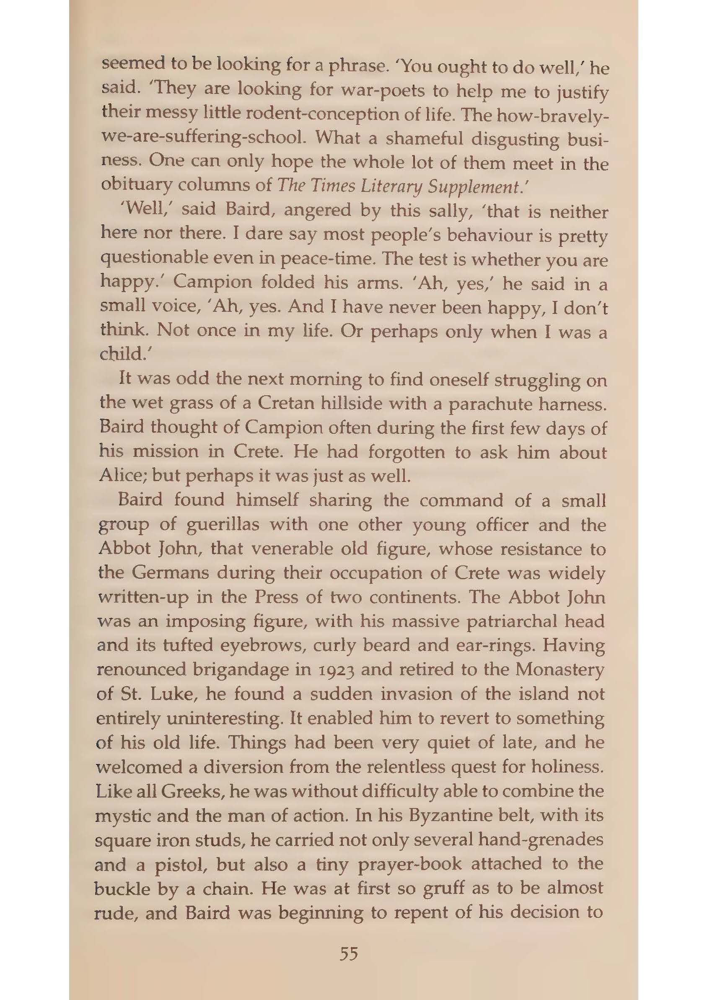 seemed to be looking for a phrase. ‘You ought to do well,’ he
said. ‘They are looking for war-poets to help me to justify
their messy little rodent-conception of life. The how-bravely-
we-are-suffering-school. What a shameful disgusting busi-
ness. One can only hope the whole lot of them meet in the
obituary columns of The Times Literary Supplement.’
‘Well,’ said Baird, angered by this sally, ‘that is neither
here nor there. I dare say most people’s behaviour is pretty
questionable even in peace-time. The test is whether you are
happy.’ Campion folded his arms. ‘Ah, yes,’ he said in a
small voice, ‘Ah, yes. And I have never been happy, I don’t
think. Not once in my life. Or perhaps only when I was a
child.’
It was odd the next morning to find oneself struggling on
the wet grass of a Cretan hillside with a parachute harness.
Baird thought of Campion often during the first few days of
his mission in Crete. He had forgotten to ask him about
Alice; but perhaps it was just as well.
Baird found himself sharing the command of a small
group of guerillas with one other young officer and the
Abbot John, that venerable old figure, whose resistance to
the Germans during their occupation of Crete was widely
written-up in the Press of two continents. The Abbot John
was an imposing figure, with his massive patriarchal head
and its tufted eyebrows, curly beard and ear-rings. Having
renounced brigandage in 1923 and retired to the Monastery
of St. Luke, he found a sudden invasion of the island not
entirely uninteresting. It enabled him to revert to something
of his old life. Things had been very quiet of late, and he
welcomed a diversion from the relentless quest for holiness.
Like all Greeks, he was without difficulty able to combine the
mystic and the man of action. In his Byzantine belt, with its
square iron studs, he carried not only several hand-grenades
and a pistol, but also a tiny prayer-book attached to the
buckle by a chain. He was at first so gruff as to be almost
rude, and Baird was beginning to repent of his decision to
55